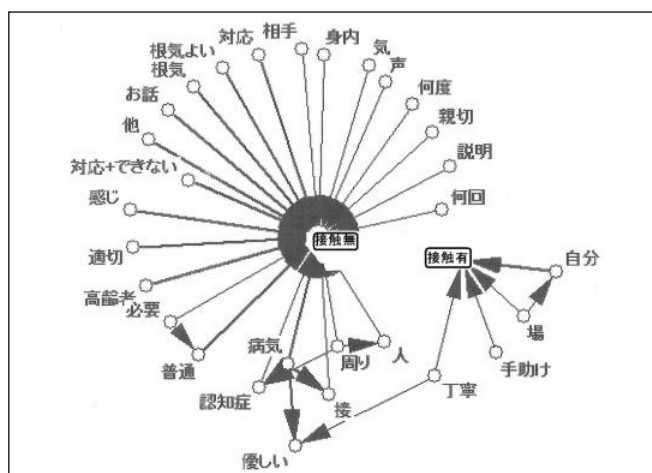 相手
身内
対応
根気よい
気
声
根気
何度
お話
親切
他
説明
対応+できない
何回
感じ
接触無
接触有
自分
適切
高齢者
必要
場
普通
病気
周り
人
手助け
認知症
接
丁寧
優しい